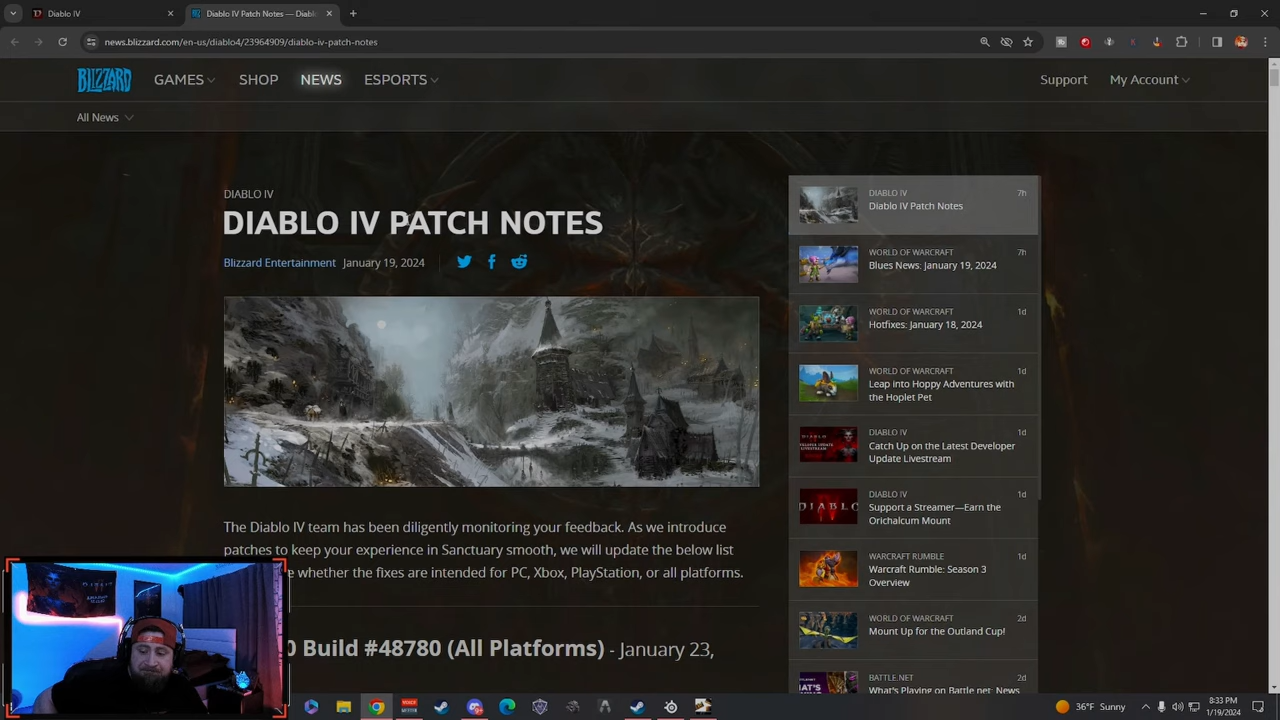 Diablo IV
Diablo IV Patch Notes — Diabl
news.blizzard.com/en-us/diablo4/23964909/diablo-iv-patch-notes
BLIZZARD
GAMES
SHOP
NEWS
ESPORTS
Support
My Account
All News
DIABLO IV
DIABLO IV PATCH NOTES
Blizzard Entertainment January 19, 2024
The Diablo IV team has been diligently monitoring your feedback. As we introduce
patches to keep your experience in Sanctuary smooth, we will update the below list
whether the fixes are intended for PC, Xbox, PlayStation, or all platforms.
0 Build #48780 (All Platforms) - January 23,
DIABLO IV 7h
Diablo IV Patch Notes
WORLD OF WARCRAFT 7h
Blues News: January 19, 2024
WORLD OF WARCRAFT 1d
Hotfixes: January 18, 2024
WORLD OF WARCRAFT 1d
Leap into Hoppy Adventures with
the Hoplet Pet
DIABLO IV 1d
Catch Up on the Latest Developer
Update Livestream
DIABLO IV 1d
Support a Streamer—Earn the
Orichalcum Mount
DIABLO
WARCRAFT RUMBLE 1d
Warcraft Rumble: Season 3
Overview
WORLD OF WARCRAFT 2d
Mount Up for the Outland Cup!
BATTLE.NET 2d
What's Playing on Battle.net: News
36°F Sunny
8:33 PM
1/19/2024